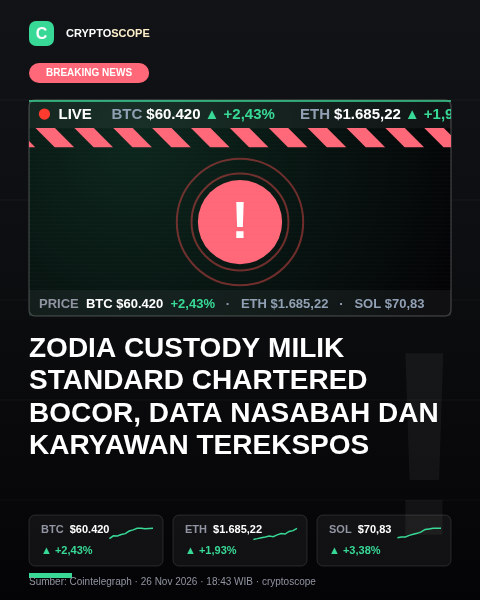 C CRYPTOSCOPE
BREAKING NEWS
LIVE BTC $60.420 ▲ +2,43% ETH $1.685,22 ▲ +1,9
!
PRICE BTC $60.420 +2,43% · ETH $1.685,22 · SOL $70,83
ZODIA CUSTODY MILIK
STANDARD CHARTERED
BOCOR, DATA NASABAH DAN
KARYAWAN TEREKSPOS
BTC $60.420 ETH $1.685,22 SOL $70,83
▲ +2,43% ▲ +1,93% ▲ +3,38%
Sumber: Cointelegraph · 26 Nov 2026 · 18:43 WIB · cryptoscope